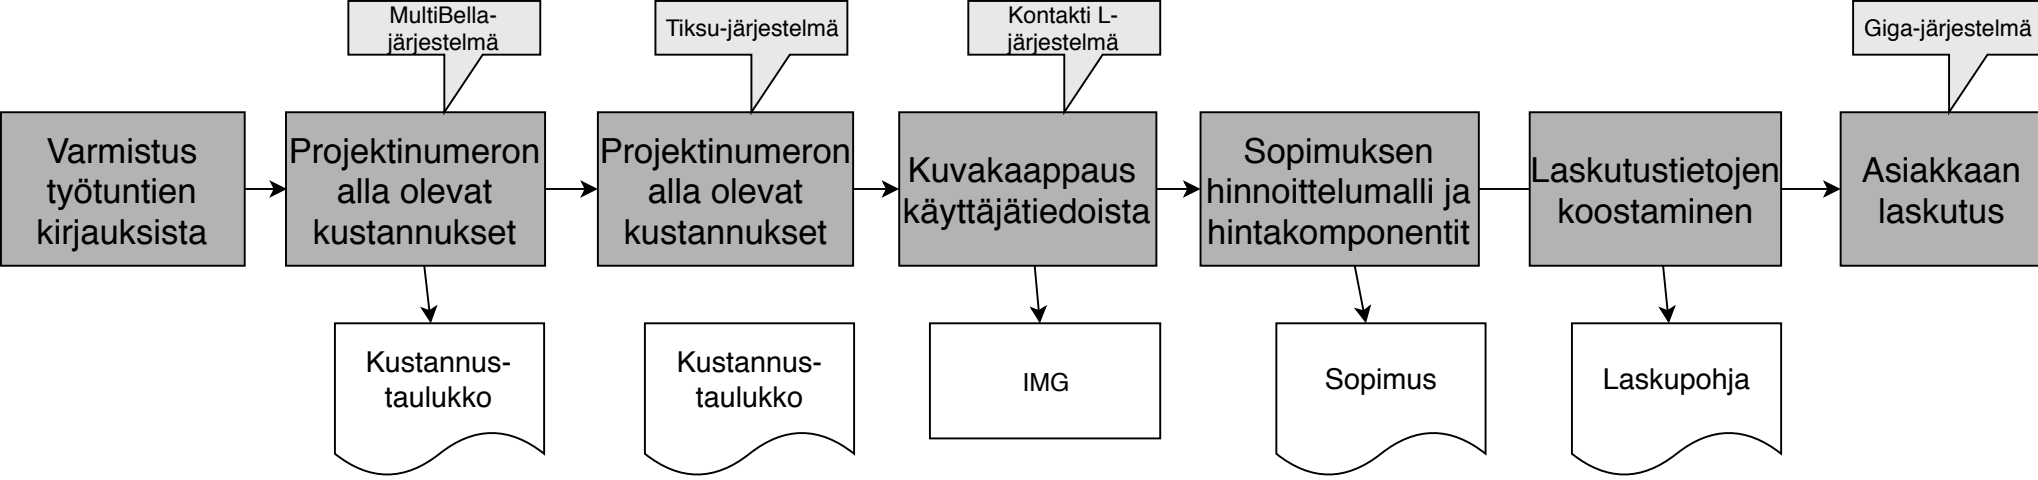 MultiBella-
järjestelmä
Tiksu-järjestelmä
Kontakti L-
järjestelmä
Giga-järjestelmä
Varmistus
työtuntien
kirjauksista
Projektinumeron
alla olevat
kustannukset
Projektinumeron
alla olevat
kustannukset
Kuvakaappaus
käyttäjätiedoista
Sopimuksen
hinnoittelumalli ja
hintakomponentit
Laskutustietojen
koostaminen
Asiakkaan
laskutus
Kustannus-
taulukko
Kustannus-
taulukko
IMG
Sopimus
Laskupohja